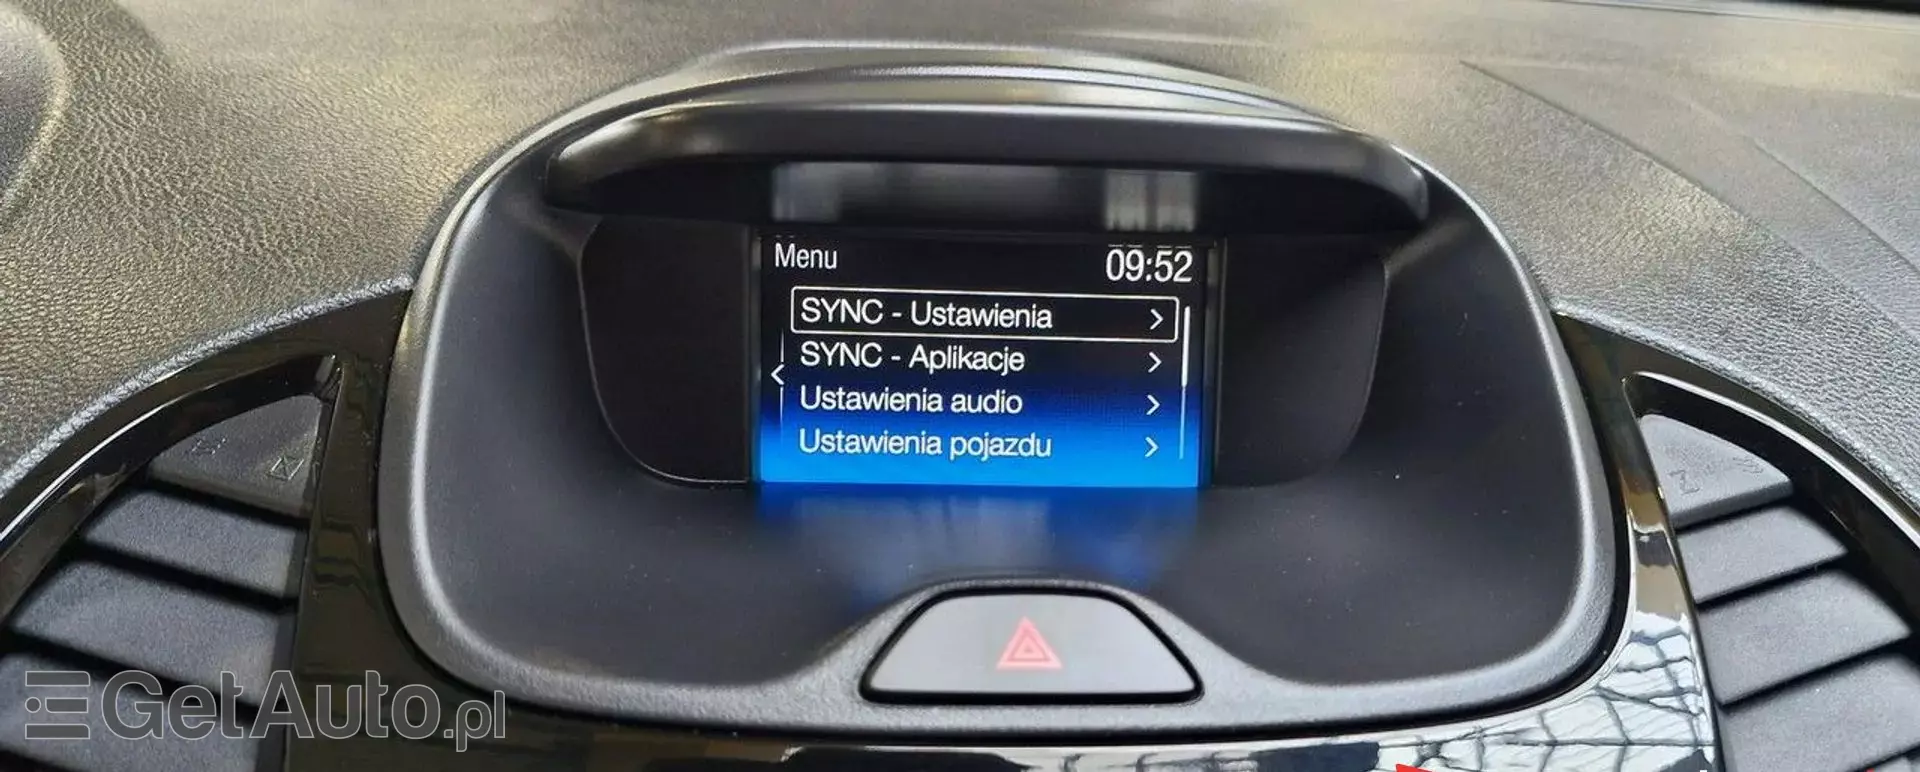 Menu
09:52
SYNC - Ustawienia
SYNC - Aplikacje
Ustawienia audio
Ustawienia pojazdu
GetAuto.pl